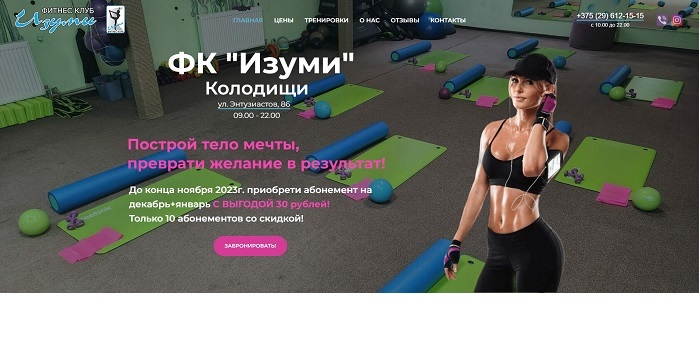 ФИТНЕС КЛУБ
Изуми
ГЛАВНАЯ ЦЕНЫ ТРЕНИРОВКИ О НАС ОТЗЫВЫ КОНТАКТЫ
+375 (29) 612-15-15
с 10.00 до 22.00
ФК "Изуми"
Колодищи
ул. Энтузиастов, 86
09.00 - 22.00
Построй тело мечты,
преврати желание в результат!
До конца ноября 2023г. приобрети абонемент на
декабрь+январь С ВЫГОДОЙ 30 рублей!
Только 10 абонементов со скидкой!
ЗАБРОНИРОВАТЬ